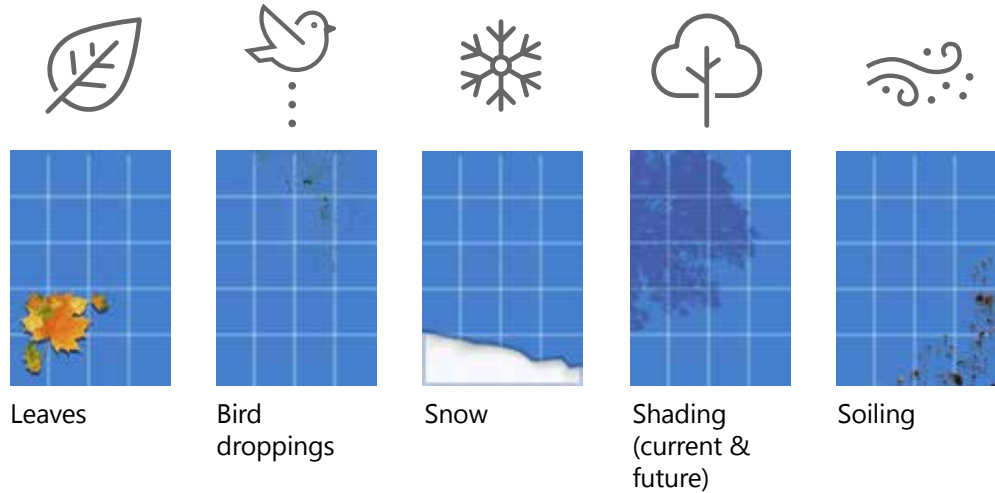 Leaves
Bird
droppings
Snow
Shading
(current &
future)
Soiling